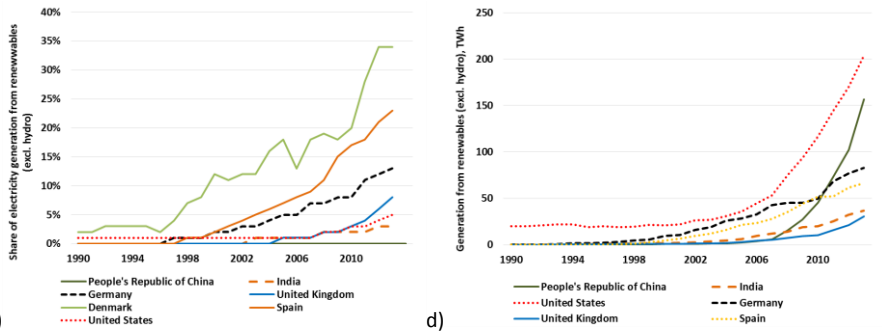 Share of electricity generation from renewwables
(excl. hydro)
40%
35%
30%
25%
20%
15%
10%
5%
0%
1990 1994 1998 2002 2006 2010
People's Republic of China India
Germany United Kingdom
Denmark Spain
United States
)
d)
Generation from renewables (excl. hydro), TWh
250
200
150
100
50
0
1990 1994 1998 2002 2006 2010
People's Republic of China India
United States Germany
United Kingdom Spain